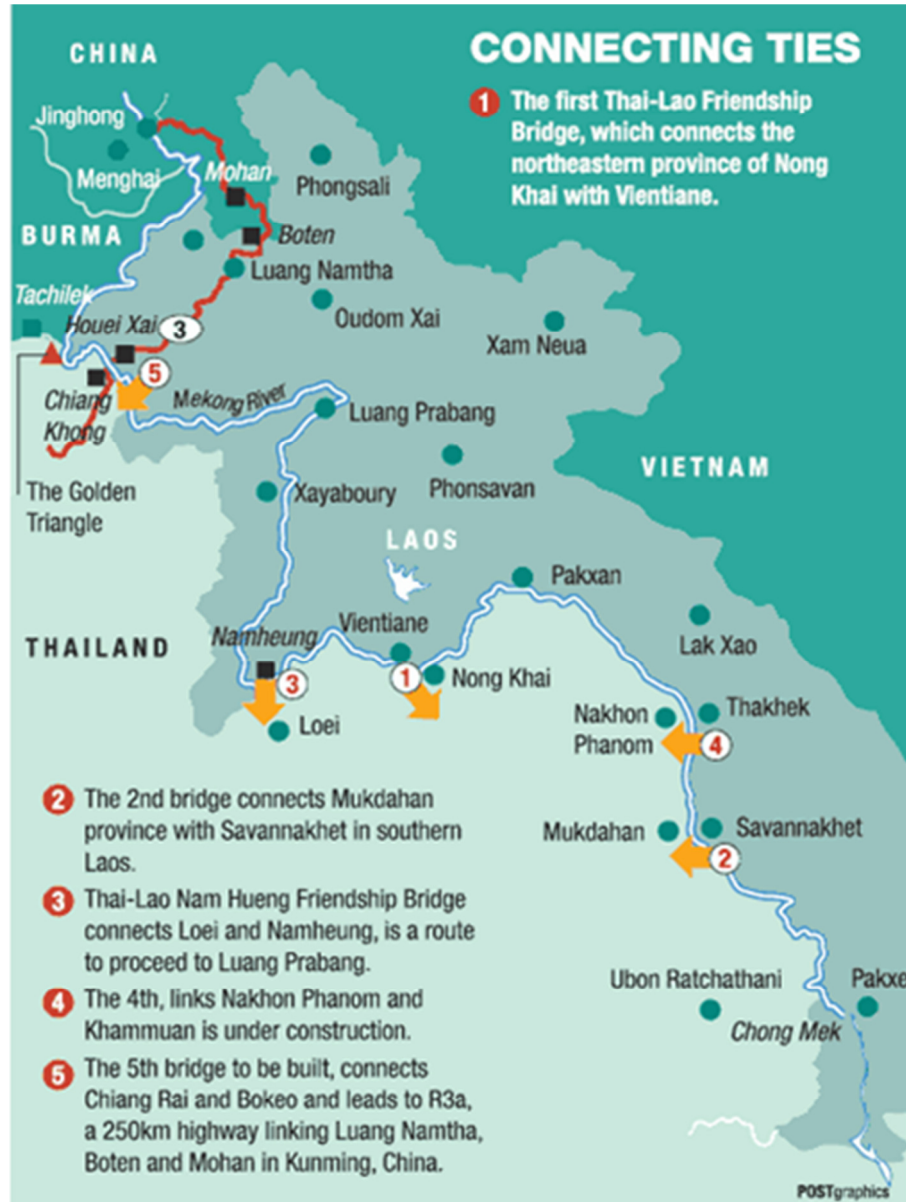 CONNECTING TIES
1 The first Thai-Lao Friendship
Bridge, which connects the
northeastern province of Nong
Khai with Vientiane.
CHINA
Jinghong
Menghai
Mohan
Phongsali
BURMA
Boten
Luang Namtha
Tachilek
Houei Xai
3
Oudom Xai
Xam Neua
5
Chiang
Khong
Mekong River
Luang Prabang
VIETNAM
The Golden
Triangle
Xayaboury
Phonsavan
LAOS
Pakxan
THAILAND
Namheung
Vientiane
Lak Xao
3
1
Nong Khai
Loei
Nakhon
Phanom
Thakhek
4
Mukdahan
Savannakhet
2
Ubon Ratchathani
Pakxe
Chong Mek
2 The 2nd bridge connects Mukdahan
province with Savannakhet in southern
Laos.
3 Thai-Lao Nam Hueng Friendship Bridge
connects Loei and Namheung, is a route
to proceed to Luang Prabang.
4 The 4th, links Nakhon Phanom and
Khammuan is under construction.
5 The 5th bridge to be built, connects
Chiang Rai and Bokeo and leads to R3a,
a 250km highway linking Luang Namtha,
Boten and Mohan in Kunming, China.
POSTgraphics